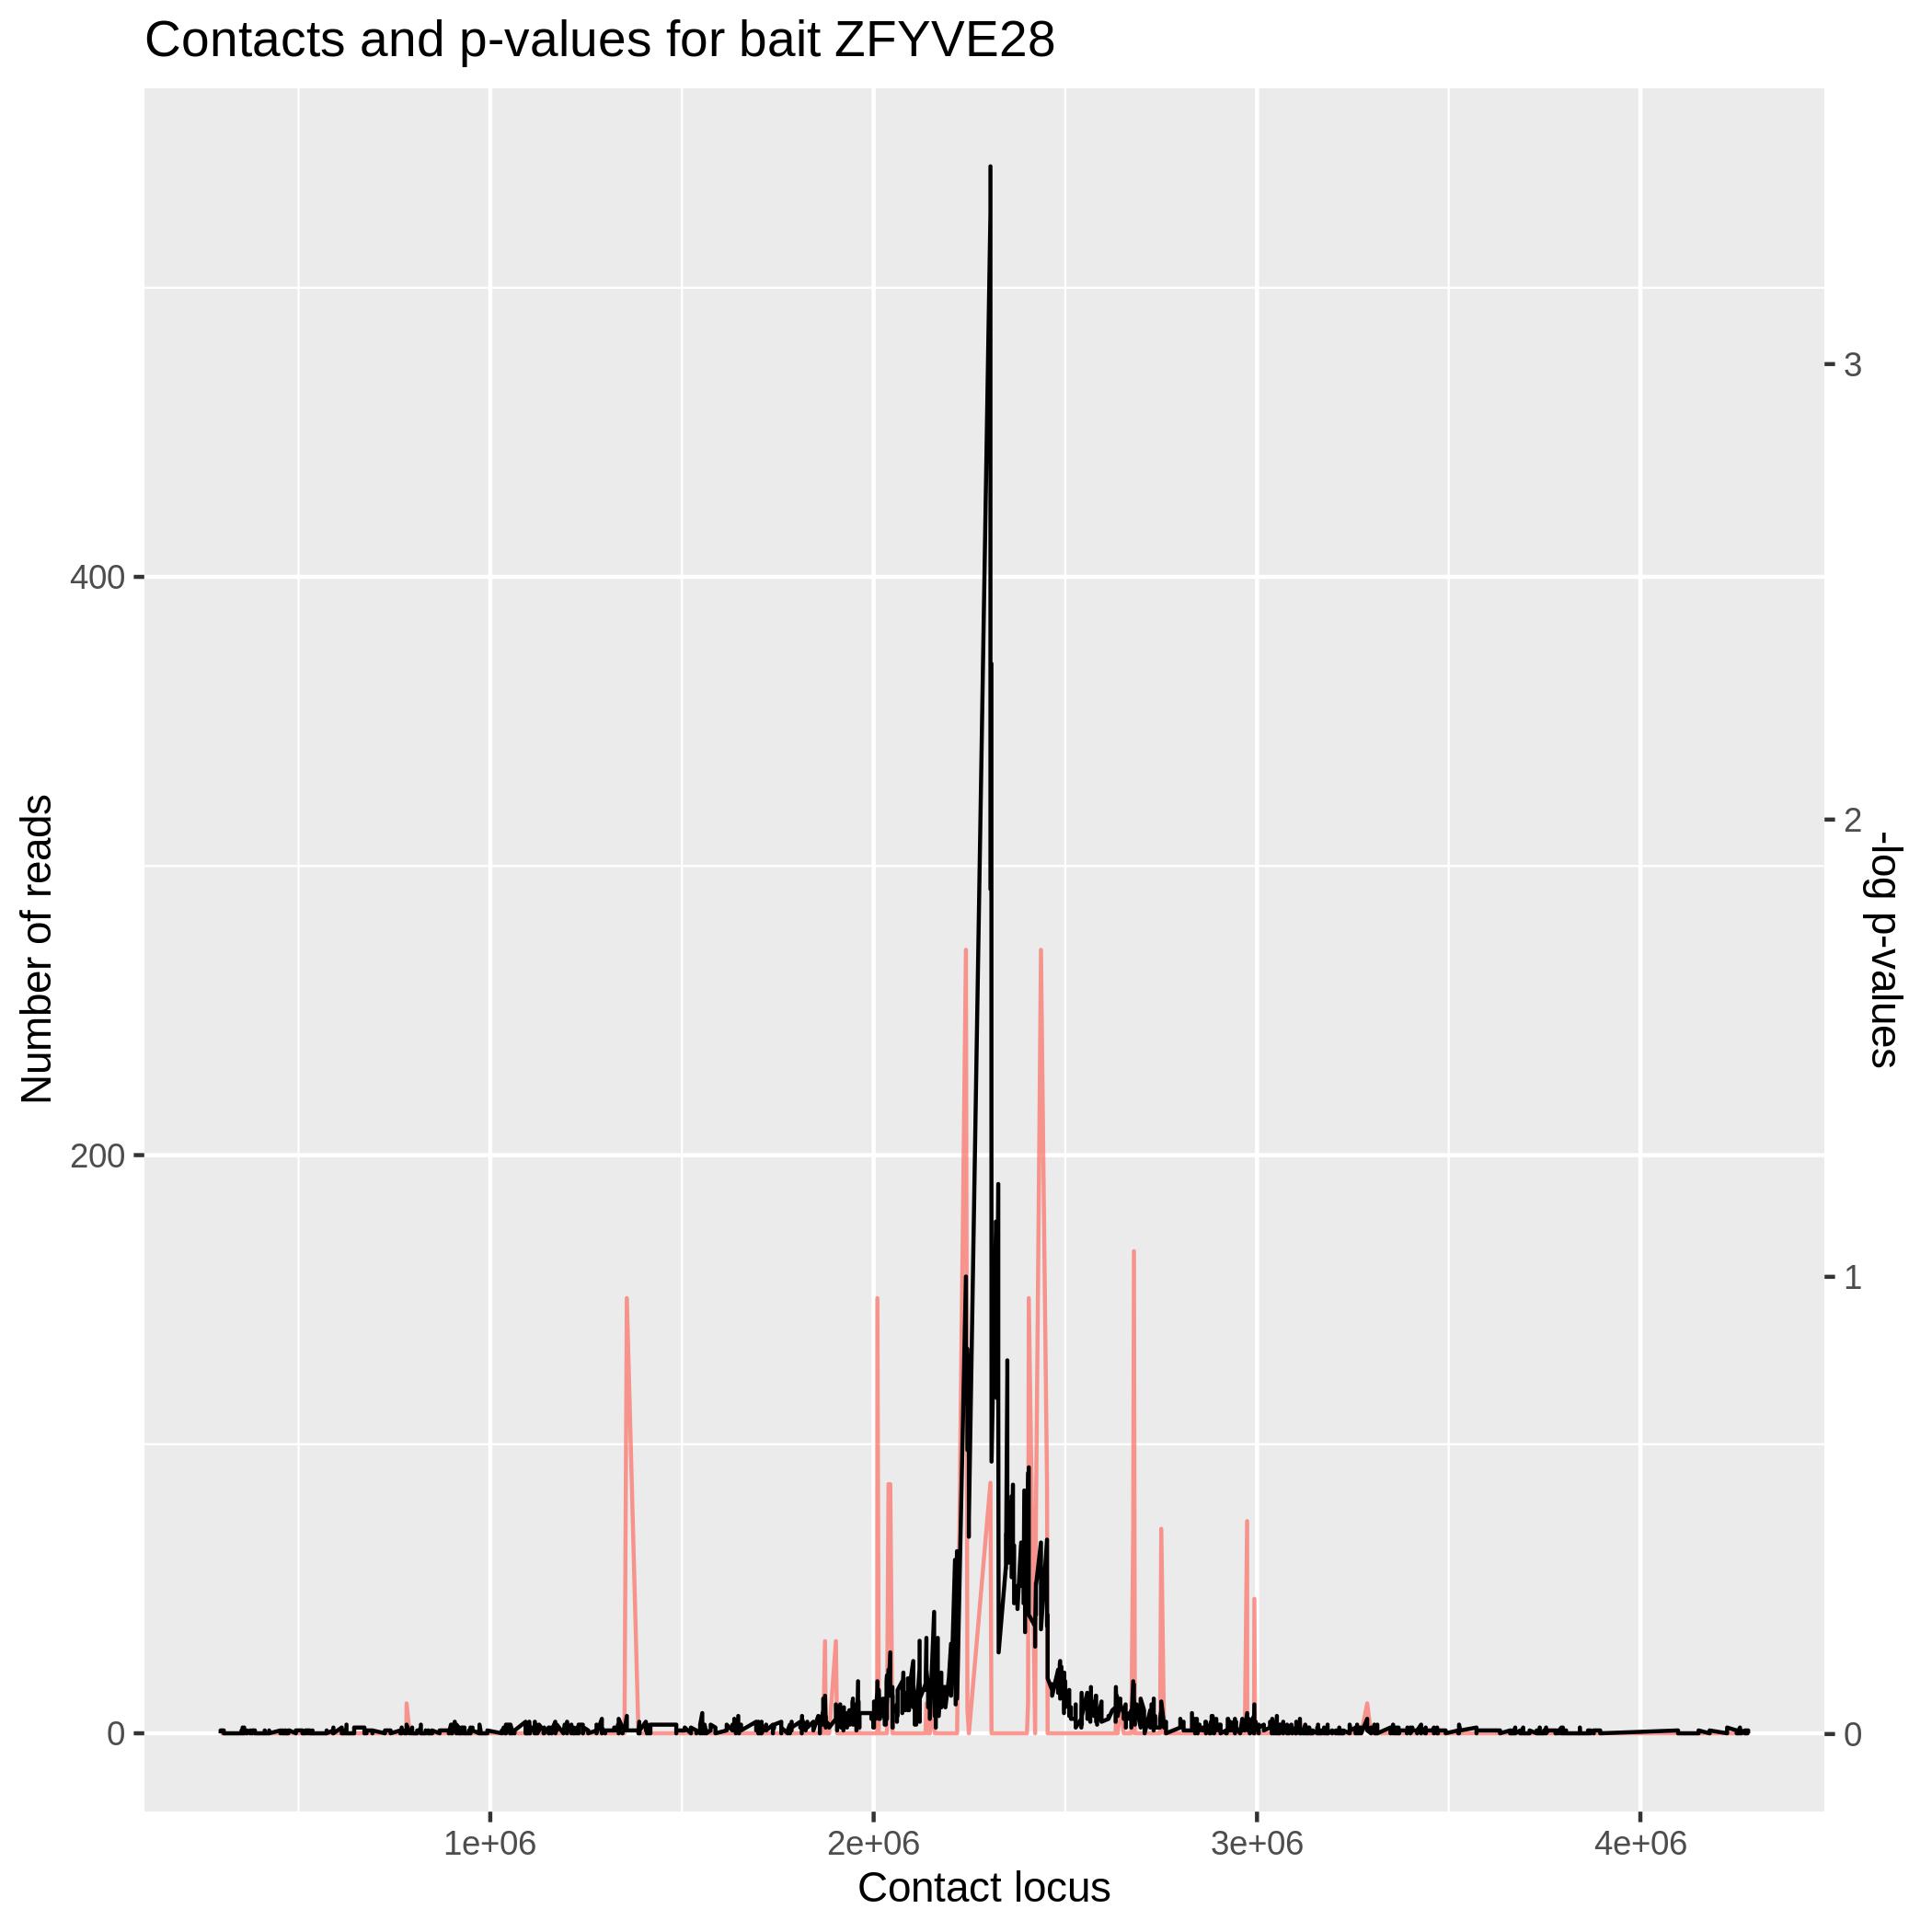 Contacts and p-values for bait ZFYVE28
Number of reads
400
200
0
3
2
1
0
-log p-values
1e+06
2e+06
3e+06
4e+06
Contact locus